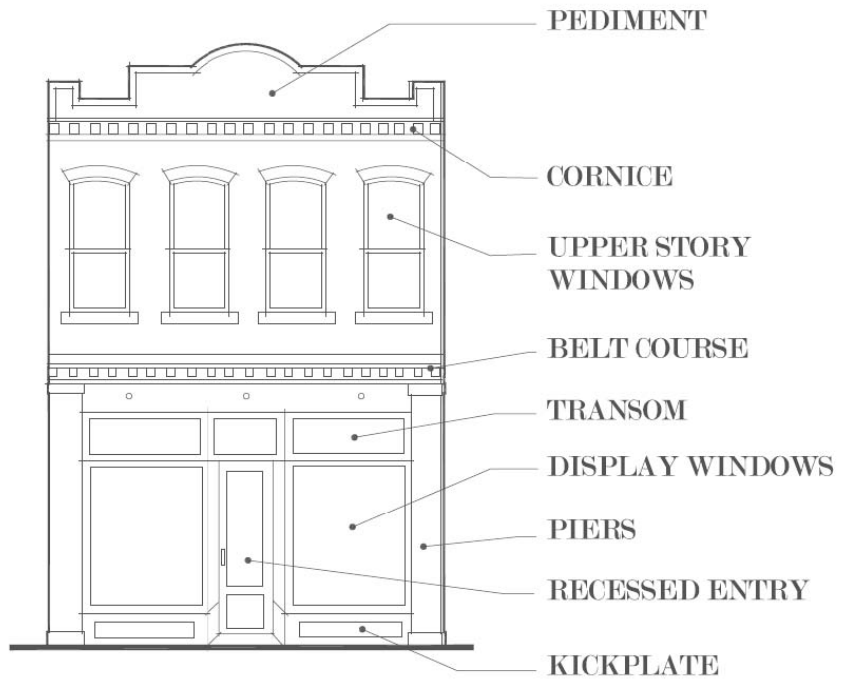 PEDIMENT
CORNICE
UPPER STORY
WINDOWS
BELT COURSE
TRANSOM
DISPLAY WINDOWS
PIERS
RECESSED ENTRY
KICKPLATE